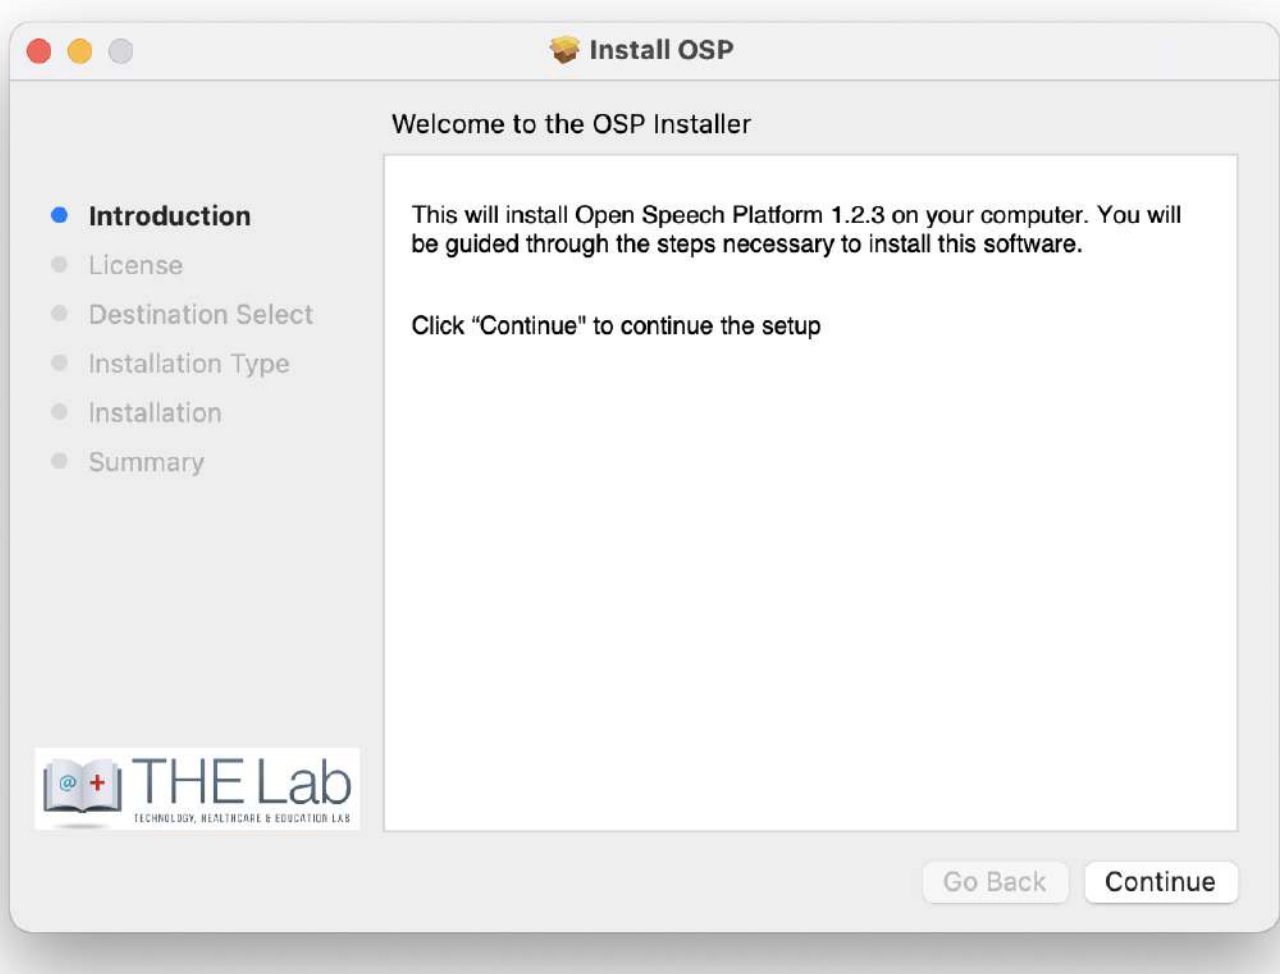 Install OSP
Welcome to the OSP Installer
Introduction
License
Destination Select
Installation Type
Installation
Summary
This will install Open Speech Platform 1.2.3 on your computer. You will
be guided through the steps necessary to install this software.
Click “Continue" to continue the setup
@ + THE Lab
TECHNOLOGY, HEALTHCARE & EDUCATION LAB
Go Back
Continue